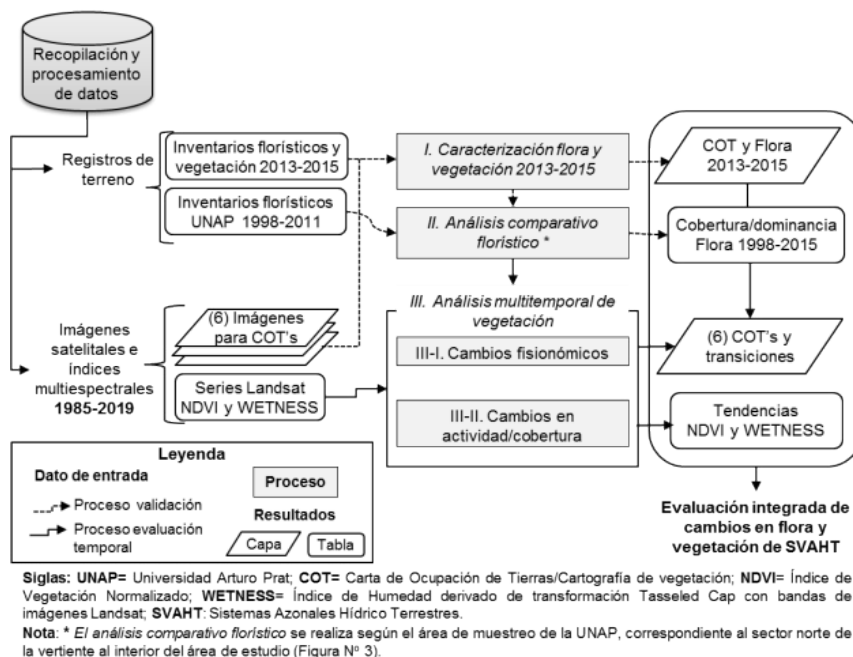 Recopilación y
procesamiento
de datos
Registros de
terreno
Inventarios florísticos y
vegetación 2013-2015
Inventarios florísticos
UNAP 1998-2011
I. Caracterización flora y
vegetación 2013-2015
II. Análisis comparativo
florístico *
COT y Flora
2013-2015
Cobertura/dominancia
Flora 1998-2015
Imágenes
satelitales e
índices
multiespectrales
1985-2019
(6) Imágenes
para COT's
Series Landsat
NDVI y WETNESS
III. Análisis multitemporal de
vegetación
III-I. Cambios fisionómicos
III-II. Cambios en
actividad/cobertura
(6) COT's y
transiciones
Tendencias
NDVI y WETNESS
Evaluación integrada de
cambios en flora y
vegetación de SVAHT
Leyenda
Dato de entrada
Proceso validación
Proceso evaluación
temporal
Proceso
Resultados
Capa
Tabla
Siglas: UNAP= Universidad Arturo Prat; COT= Carta de Ocupación de Tierras/Cartografía de vegetación; NDVI= Índice de
Vegetación Normalizado; WETNESS= Índice de Humedad derivado de transformación Tasseled Cap con bandas de
imágenes Landsat; SVAHT: Sistemas Azonales Hídrico Terrestres.
Nota: * El análisis comparativo florístico se realiza según el área de muestreo de la UNAP, correspondiente al sector norte de
la vertiente al interior del área de estudio (Figura Nº 3).